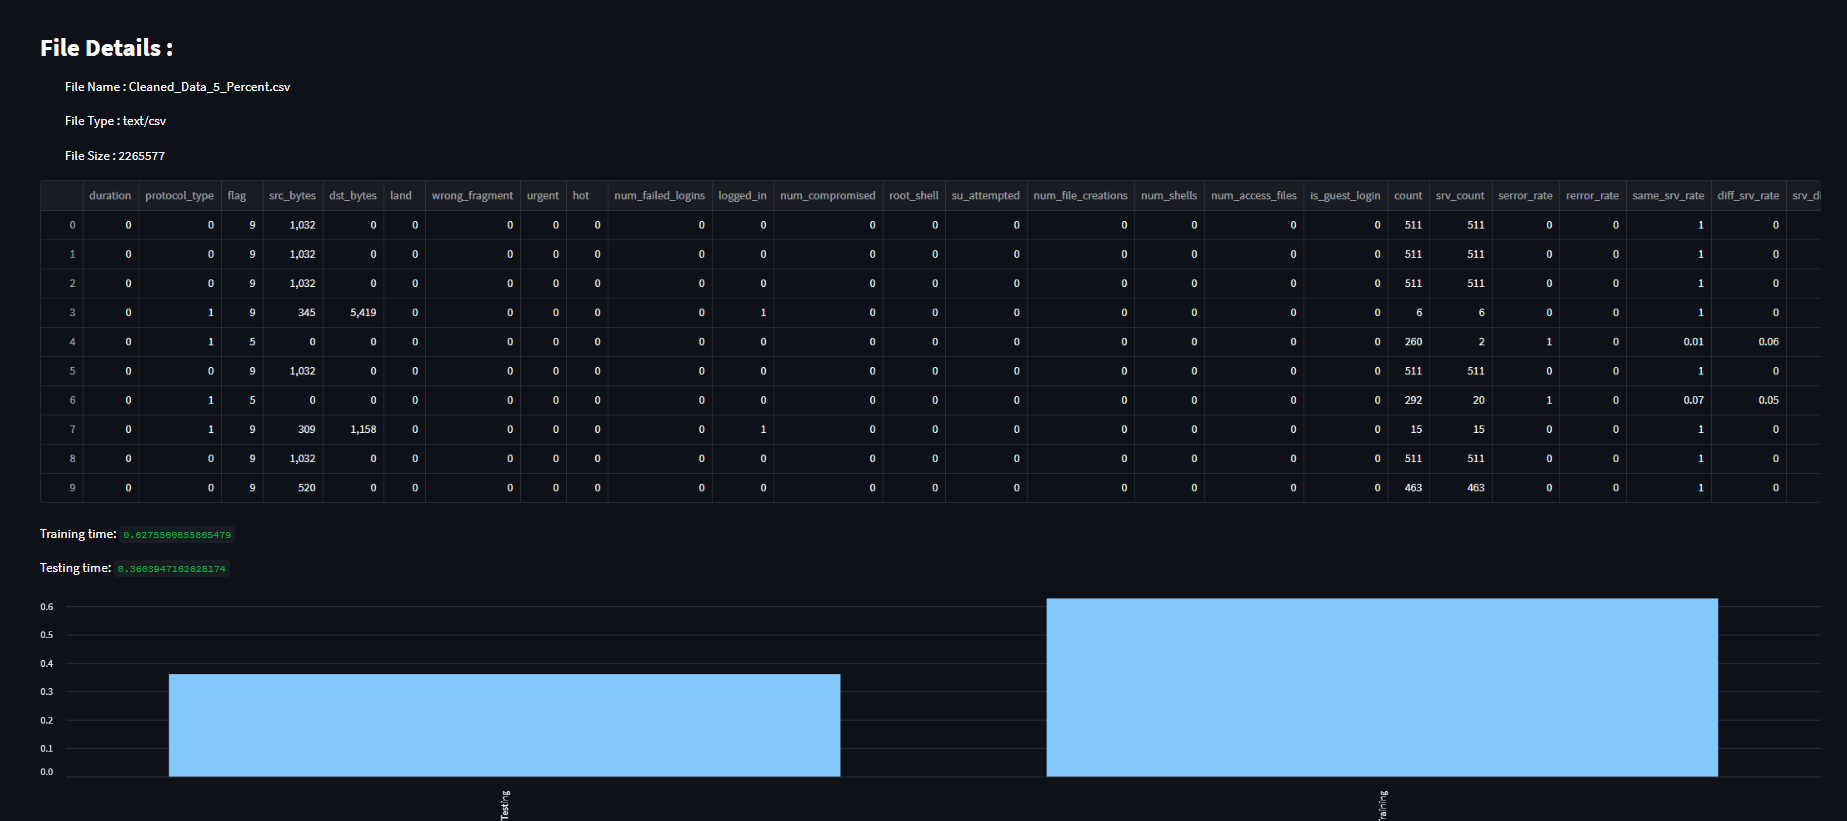 File Details :
File Name : Cleaned_Data_5_Percent.csv
File Type : text/csv
File Size : 2265577
duration protocol_type flag src_bytes dst_bytes land wrong_fragment urgent hot num_failed_logins logged_in num_compromised root_shell su_attempted num_file_creations num_shells num_access_files is_guest_login count srv_count serror_rate rerror_rate same_srv_rate diff_srv_rate srv_di
0 0 0 9 1,032 0 0 0 0 0 0 0 0 0 0 0 0 0 0 511 511 0 0 1 0
1 0 0 9 1,032 0 0 0 0 0 0 0 0 0 0 0 0 0 0 511 511 0 0 1 0
2 0 0 9 1,032 0 0 0 0 0 0 0 0 0 0 0 0 0 0 511 511 0 0 1 0
3 0 1 9 345 5,419 0 0 0 0 0 1 0 0 0 0 0 0 0 6 6 0 0 1 0
4 0 1 5 0 0 0 0 0 0 0 0 0 0 0 0 0 0 0 260 2 1 0 0.01 0.06
5 0 0 9 1,032 0 0 0 0 0 0 0 0 0 0 0 0 0 0 511 511 0 0 1 0
6 0 1 5 0 0 0 0 0 0 0 0 0 0 0 0 0 0 0 292 20 1 0 0.07 0.05
7 0 1 9 309 1,158 0 0 0 0 0 1 0 0 0 0 0 0 0 15 15 0 0 1 0
8 0 0 9 1,032 0 0 0 0 0 0 0 0 0 0 0 0 0 0 511 511 0 0 1 0
9 0 0 9 520 0 0 0 0 0 0 0 0 0 0 0 0 0 0 463 463 0 0 1 0
Training time: 0.6275560855865479
Testing time: 0.3603947162628174
0.6
0.5
0.4
0.3
0.2
0.1
0.0
Testing
Training